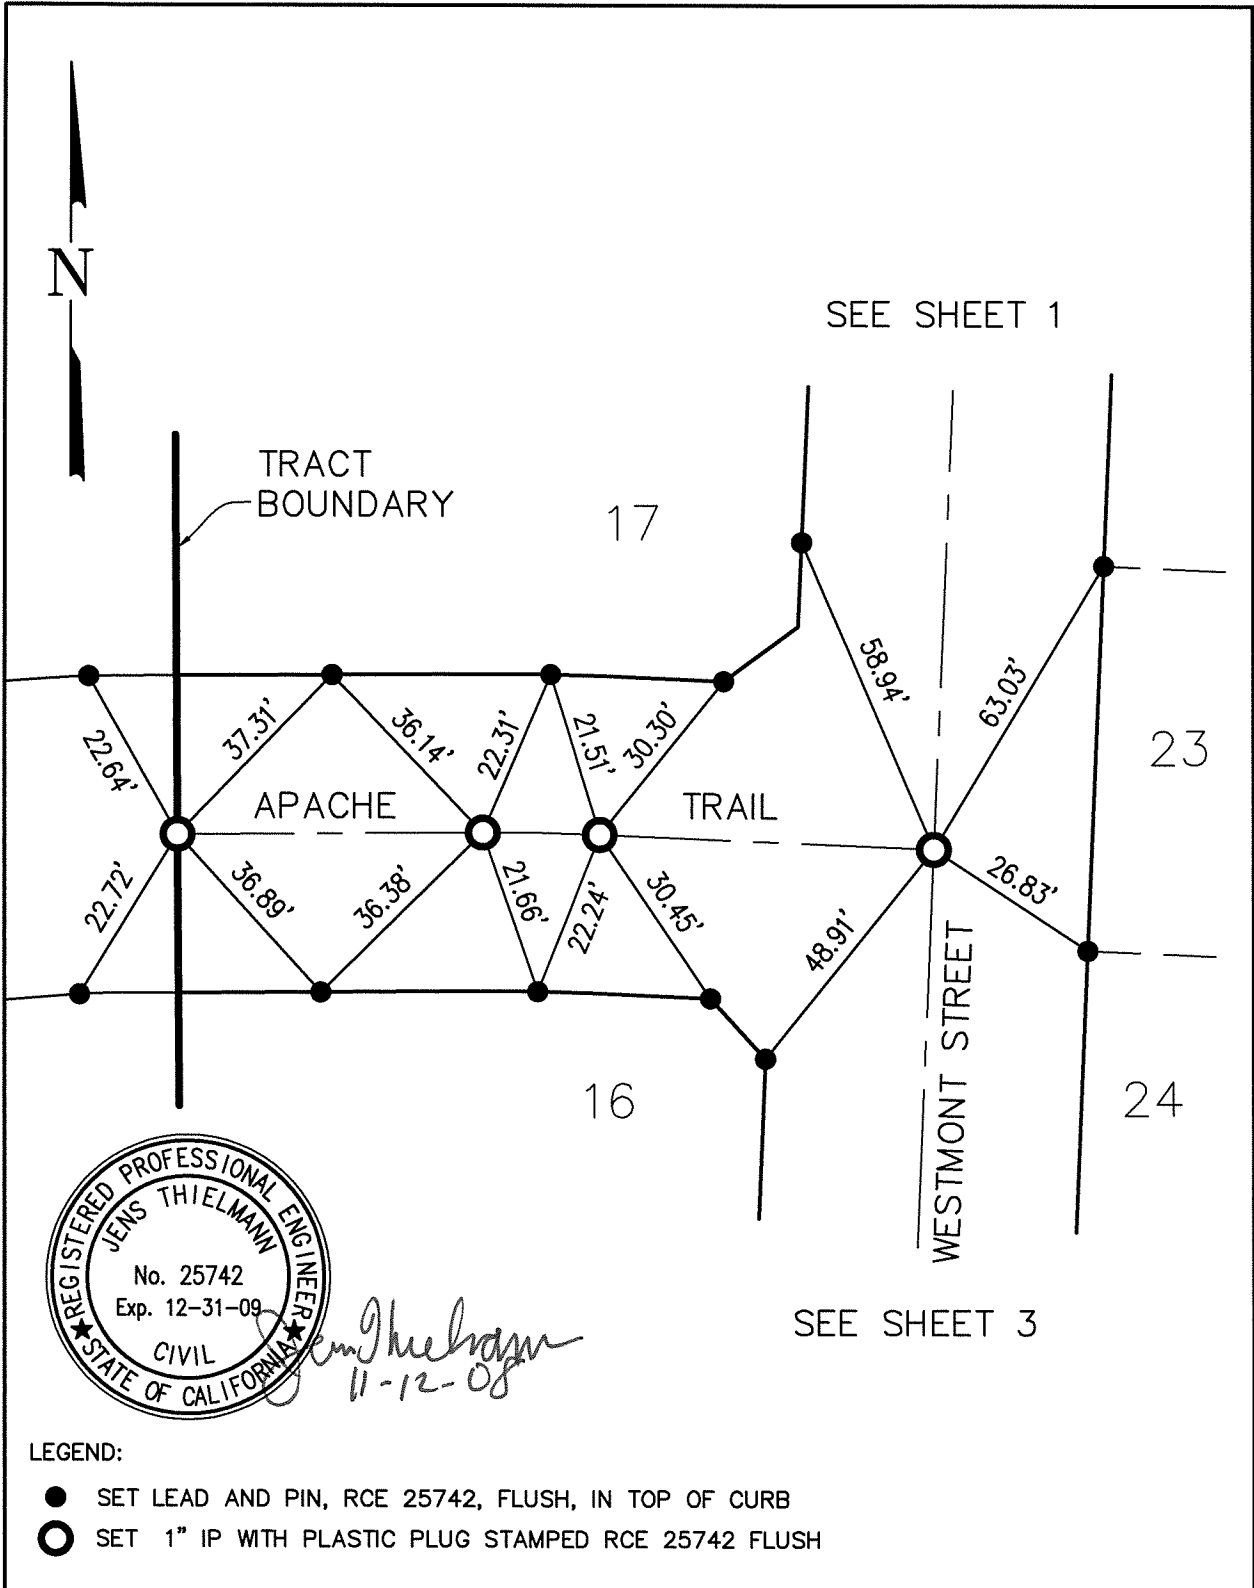 N
SEE SHEET 1
TRACT
BOUNDARY
17
58.94'
63.03'
22.64'
37.31'
36.14'
22.31'
21.51'
30.30'
23
APACHE
TRAIL
22.72'
36.89'
36.38'
21.66'
22.24'
30.45'
48.91'
26.83'
WESTMONT STREET
16
24
REGISTERED PROFESSIONAL ENGINEER
JENS THIELMANN
No. 25742
Exp. 12-31-09
CIVIL
STATE OF CALIFORNIA
Jens Thielmann
11-12-08
SEE SHEET 3
LEGEND:
SET LEAD AND PIN, RCE 25742, FLUSH, IN TOP OF CURB
SET 1" IP WITH PLASTIC PLUG STAMPED RCE 25742 FLUSH